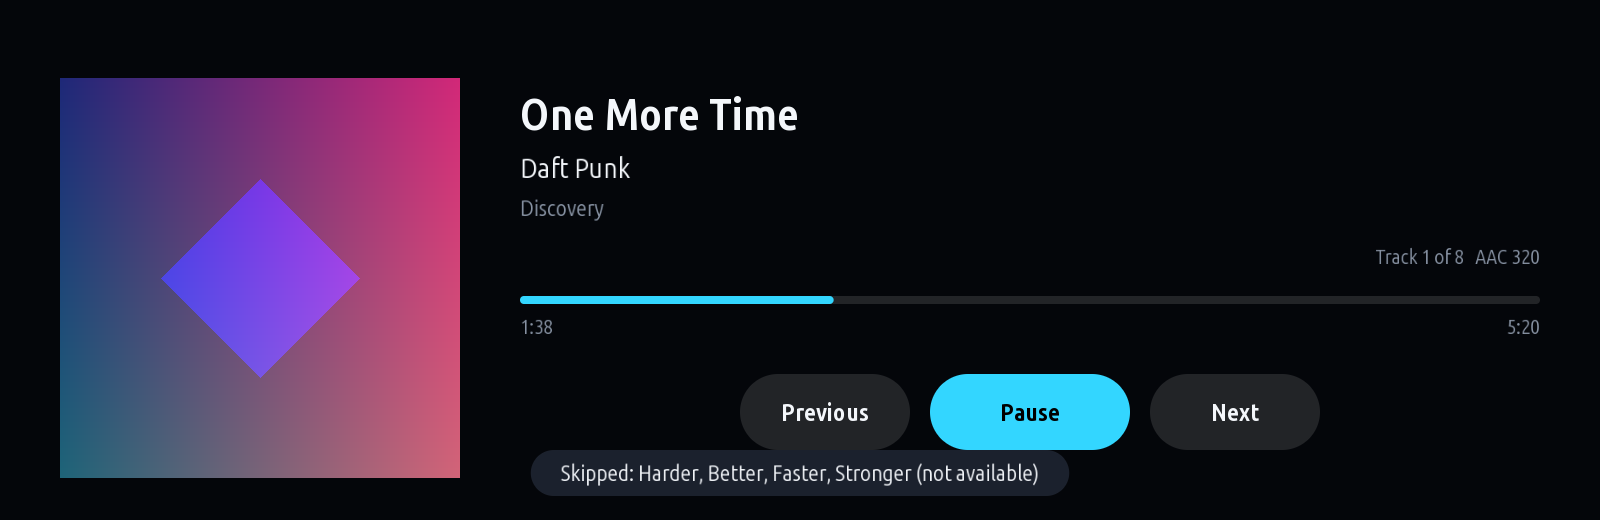 One More Time
Daft Punk
Discovery
Track 1 of 8 AAC 320
1:38 5:20
Previous Pause Next
Skipped: Harder, Better, Faster, Stronger (not available)